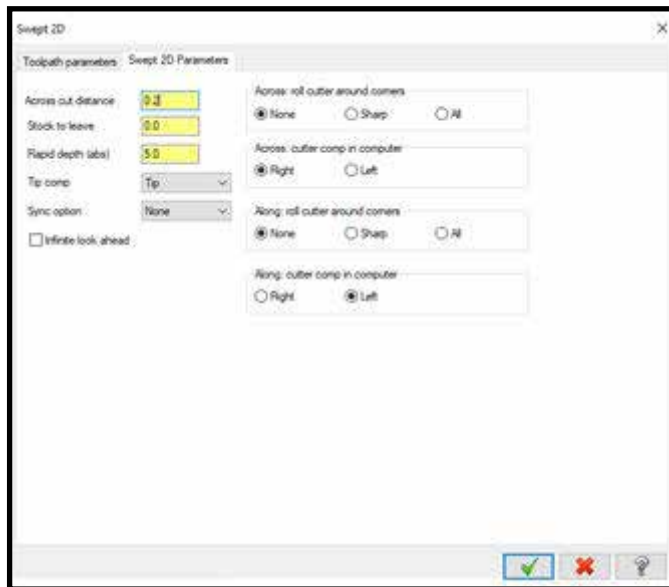 Swept 2D
Toolpath parameters Swept 2D Parameters
Across cut distance 0.2
Stock to leave 0.0
Rapid depth (abs) 5.0
Tip comp Tip
Sync option None
Infinite look ahead
Across: roll cutter around corners
None Sharp All
Across: cutter comp in computer
Right Left
Along: roll cutter around corners
None Sharp All
Along: cutter comp in computer
Right Left